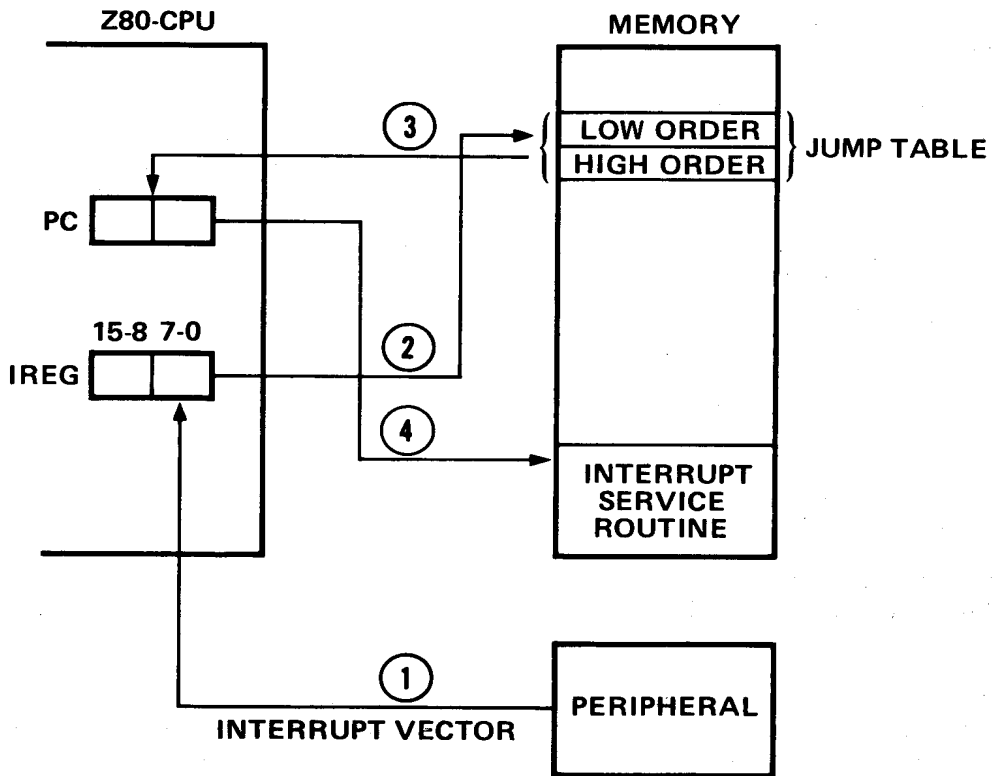 Z80-CPU
MEMORY
3
LOW ORDER
HIGH ORDER
JUMP TABLE
PC
15-8 7-0
IREG
2
4
INTERRUPT
SERVICE
ROUTINE
1
INTERRUPT VECTOR
PERIPHERAL